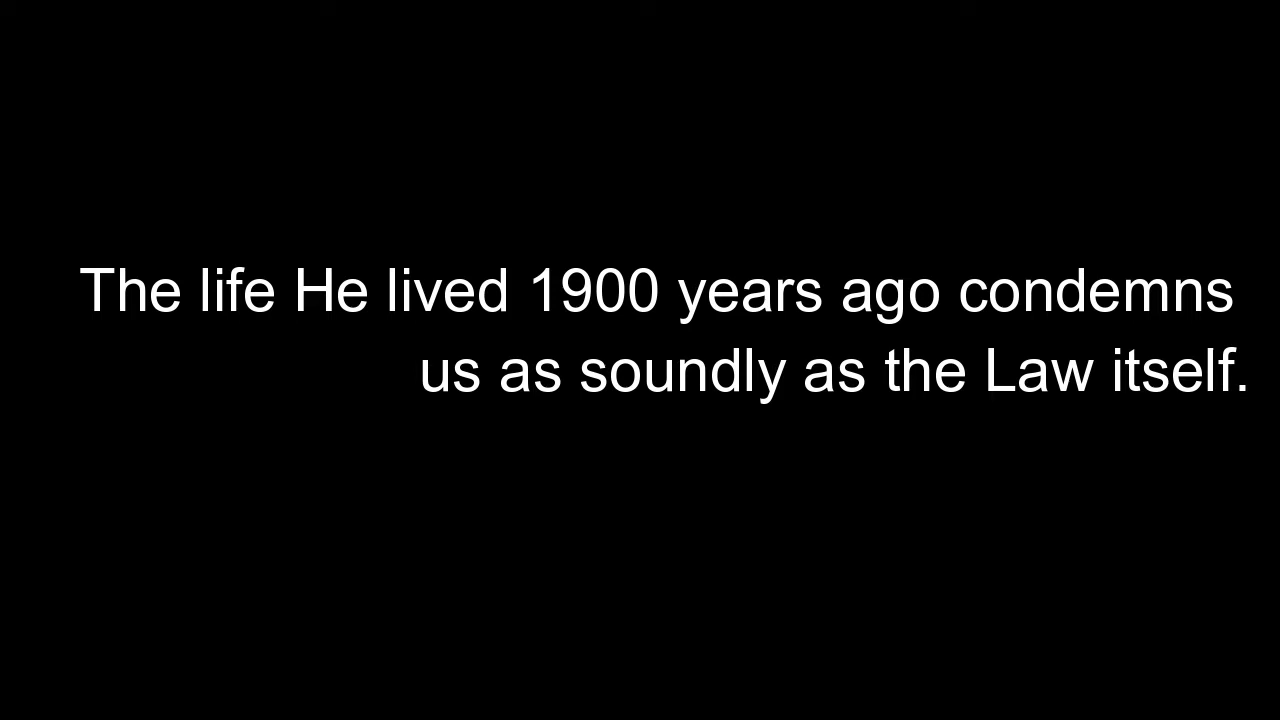 The life He lived 1900 years ago condemns
us as soundly as the Law itself.